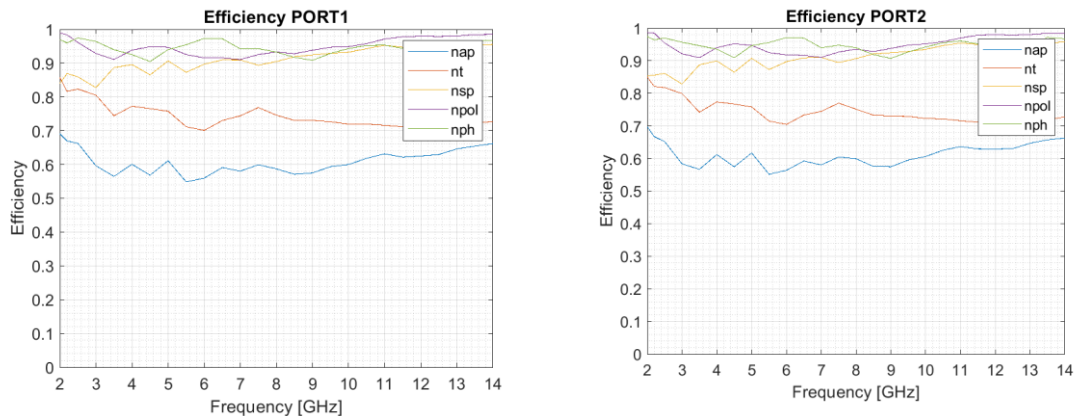 Efficiency PORT1
1
0.9
0.8
0.7
0.6
0.5
0.4
0.3
0.2
0.1
0
Efficiency
nap
nt
nsp
npol
nph
2 3 4 5 6 7 8 9 10 11 12 13 14
Frequency [GHz]
Efficiency PORT2
1
0.9
0.8
0.7
0.6
0.5
0.4
0.3
0.2
0.1
0
Efficiency
nap
nt
nsp
npol
nph
2 3 4 5 6 7 8 9 10 11 12 13 14
Frequency [GHz]